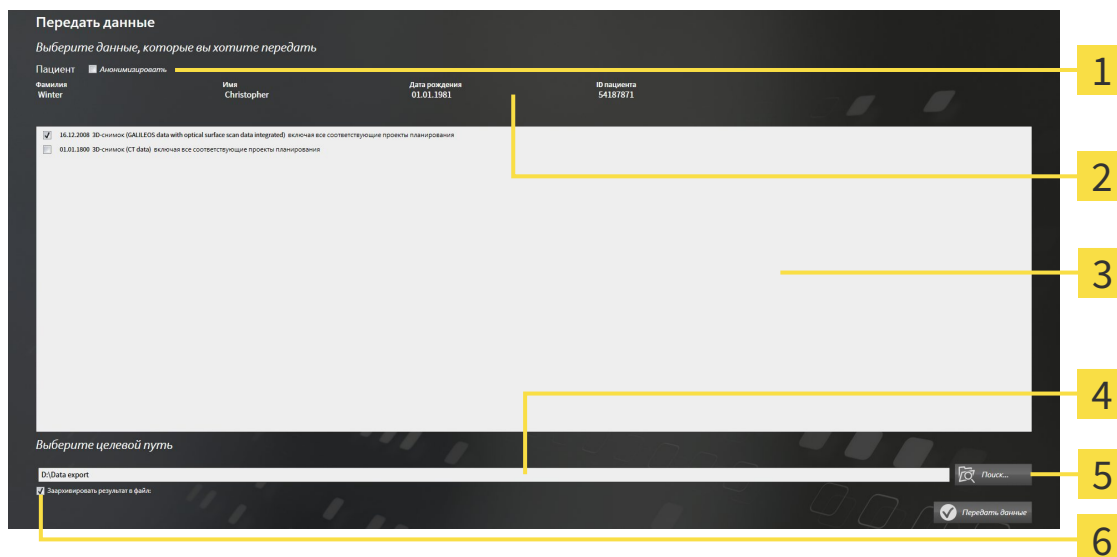 Передать данные
Выберите данные, которые вы хотите передать
Пациент Анонимизировать
Фамилия Имя Дата рождения ID пациента
Winter Christopher 01.01.1981 54187871
16.12.2008 3D-снимок (GALILEOS data with optical surface scan data integrated) включая все соответствующие проекты планирования
01.01.1800 3D-снимок (CT data) включая все соответствующие проекты планирования
Выберите целевой путь
D:\Data export Поиск...
Заархивировать результат в файл:
Передать данные
1
2
3
4
5
6